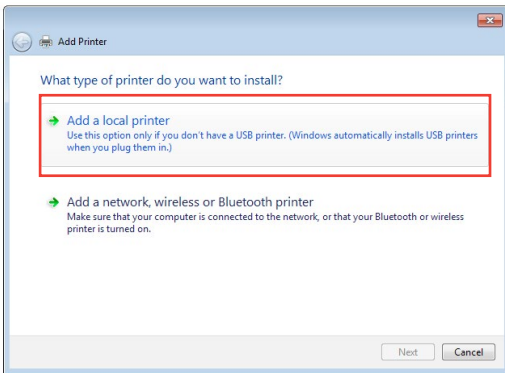 Add Printer
What type of printer do you want to install?
Add a local printer
Use this option only if you don't have a USB printer. (Windows automatically installs USB printers
when you plug them in.)
Add a network, wireless or Bluetooth printer
Make sure that your computer is connected to the network, or that your Bluetooth or wireless
printer is turned on.
Next Cancel